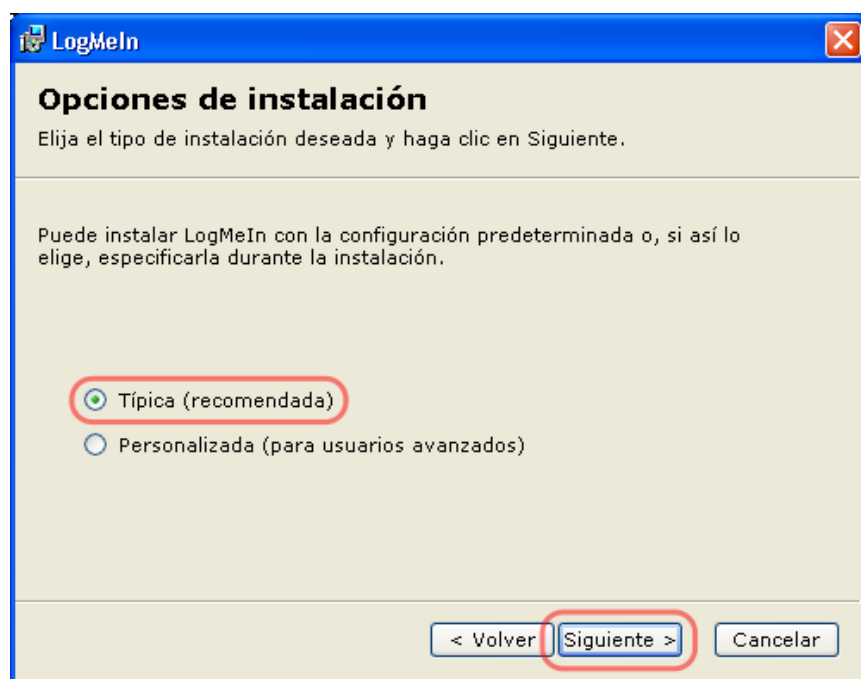 LogMeIn
Opciones de instalación
Elija el tipo de instalación deseada y haga clic en Siguiente.
Puede instalar LogMeIn con la configuración predeterminada o, si así lo
elige, especificarla durante la instalación.
Típica (recomendada)
Personalizada (para usuarios avanzados)
< Volver Siguiente > Cancelar